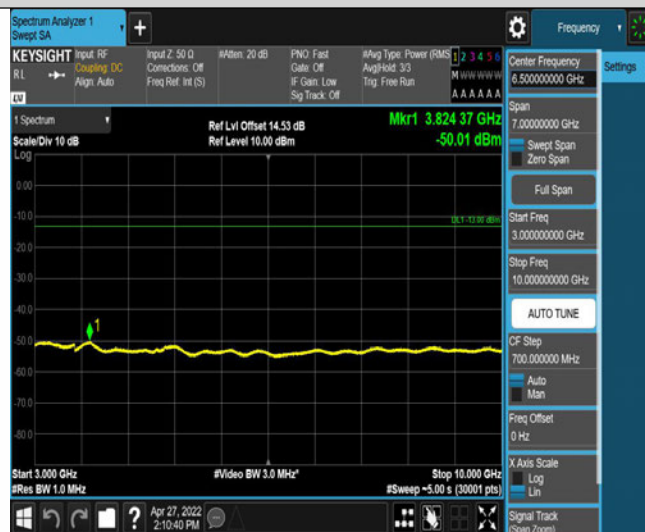 Spectrum Analyzer 1
Swept SA
Frequency
KEYSIGHT
RL
LXI
Input: RF
Coupling: DC
Align: Auto
Input Z: 50 Ω
Corrections: Off
Freq Ref: Int (S)
#Atten: 20 dB
PNO: Fast
Gate: Off
IF Gain: Low
Sig Track: Off
#Avg Type: Power (RMS
Avg|Hold: 3/3
Trig: Free Run
1 2 3 4 5 6
M W W W W W
A A A A A A
1 Spectrum
Scale/Div 10 dB
Ref Lvl Offset 14.53 dB
Ref Level 10.00 dBm
Mkr1 3.824 37 GHz
-50.01 dBm
Log
0.00
-10.0
DL1 -13.00 dBm
-20.0
-30.0
-40.0
1
-50.0
-60.0
-70.0
-80.0
Start 3.000 GHz
#Res BW 1.0 MHz
#Video BW 3.0 MHz*
Stop 10.000 GHz
#Sweep ~5.00 s (30001 pts)
Center Frequency
6.500000000 GHz
Settings
Span
7.00000000 GHz
Swept Span
Zero Span
Full Span
Start Freq
3.000000000 GHz
Stop Freq
10.000000000 GHz
AUTO TUNE
CF Step
700.000000 MHz
Auto
Man
Freq Offset
0 Hz
X Axis Scale
Log
Lin
Signal Track
(Span Zoom)
?
Apr 27, 2022
2:10:40 PM